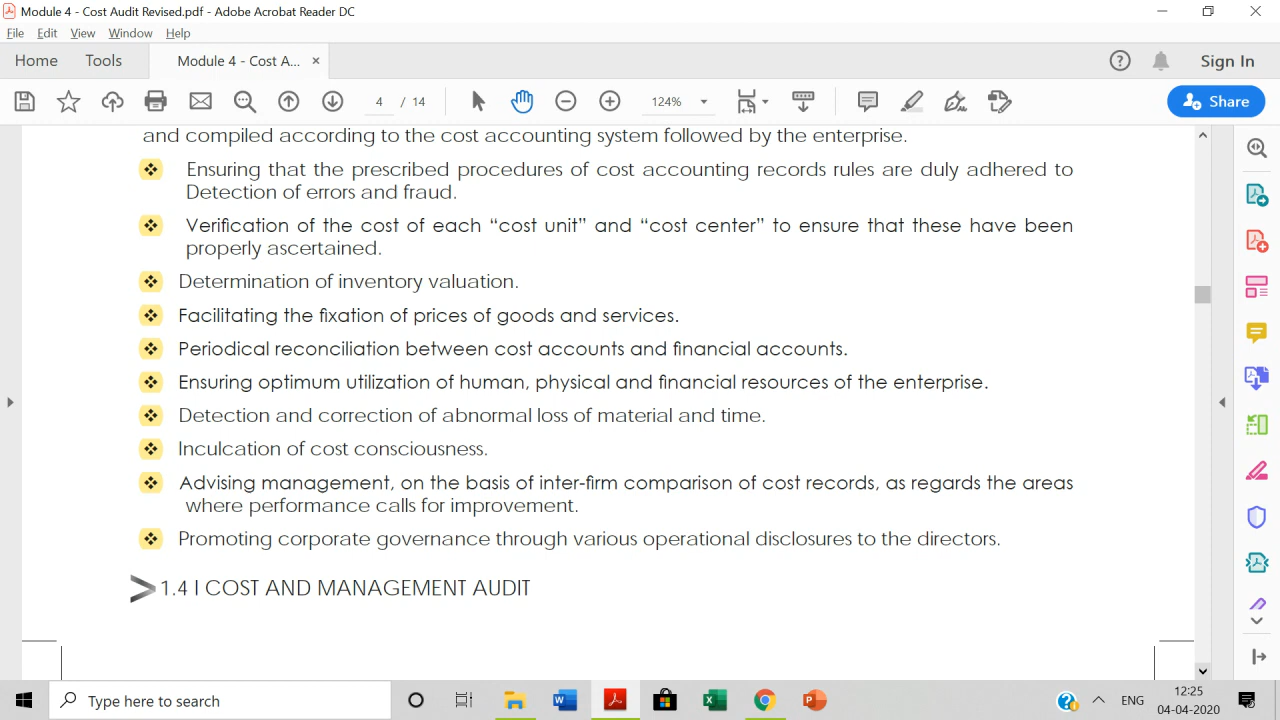 Module 4 - Cost Audit Revised.pdf - Adobe Acrobat Reader DC
File Edit View Window Help
Home Tools Module 4 - Cost A... × Sign In
4 / 14 124% Share
and compiled according to the cost accounting system followed by the enterprise.
Ensuring that the prescribed procedures of cost accounting records rules are duly adhered to
Detection of errors and fraud.
Verification of the cost of each “cost unit” and “cost center” to ensure that these have been
properly ascertained.
Determination of inventory valuation.
Facilitating the fixation of prices of goods and services.
Periodical reconciliation between cost accounts and financial accounts.
Ensuring optimum utilization of human, physical and financial resources of the enterprise.
Detection and correction of abnormal loss of material and time.
Inculcation of cost consciousness.
Advising management, on the basis of inter-firm comparison of cost records, as regards the areas
where performance calls for improvement.
Promoting corporate governance through various operational disclosures to the directors.
1.4 I COST AND MANAGEMENT AUDIT
Type here to search
ENG
12:25
04-04-2020